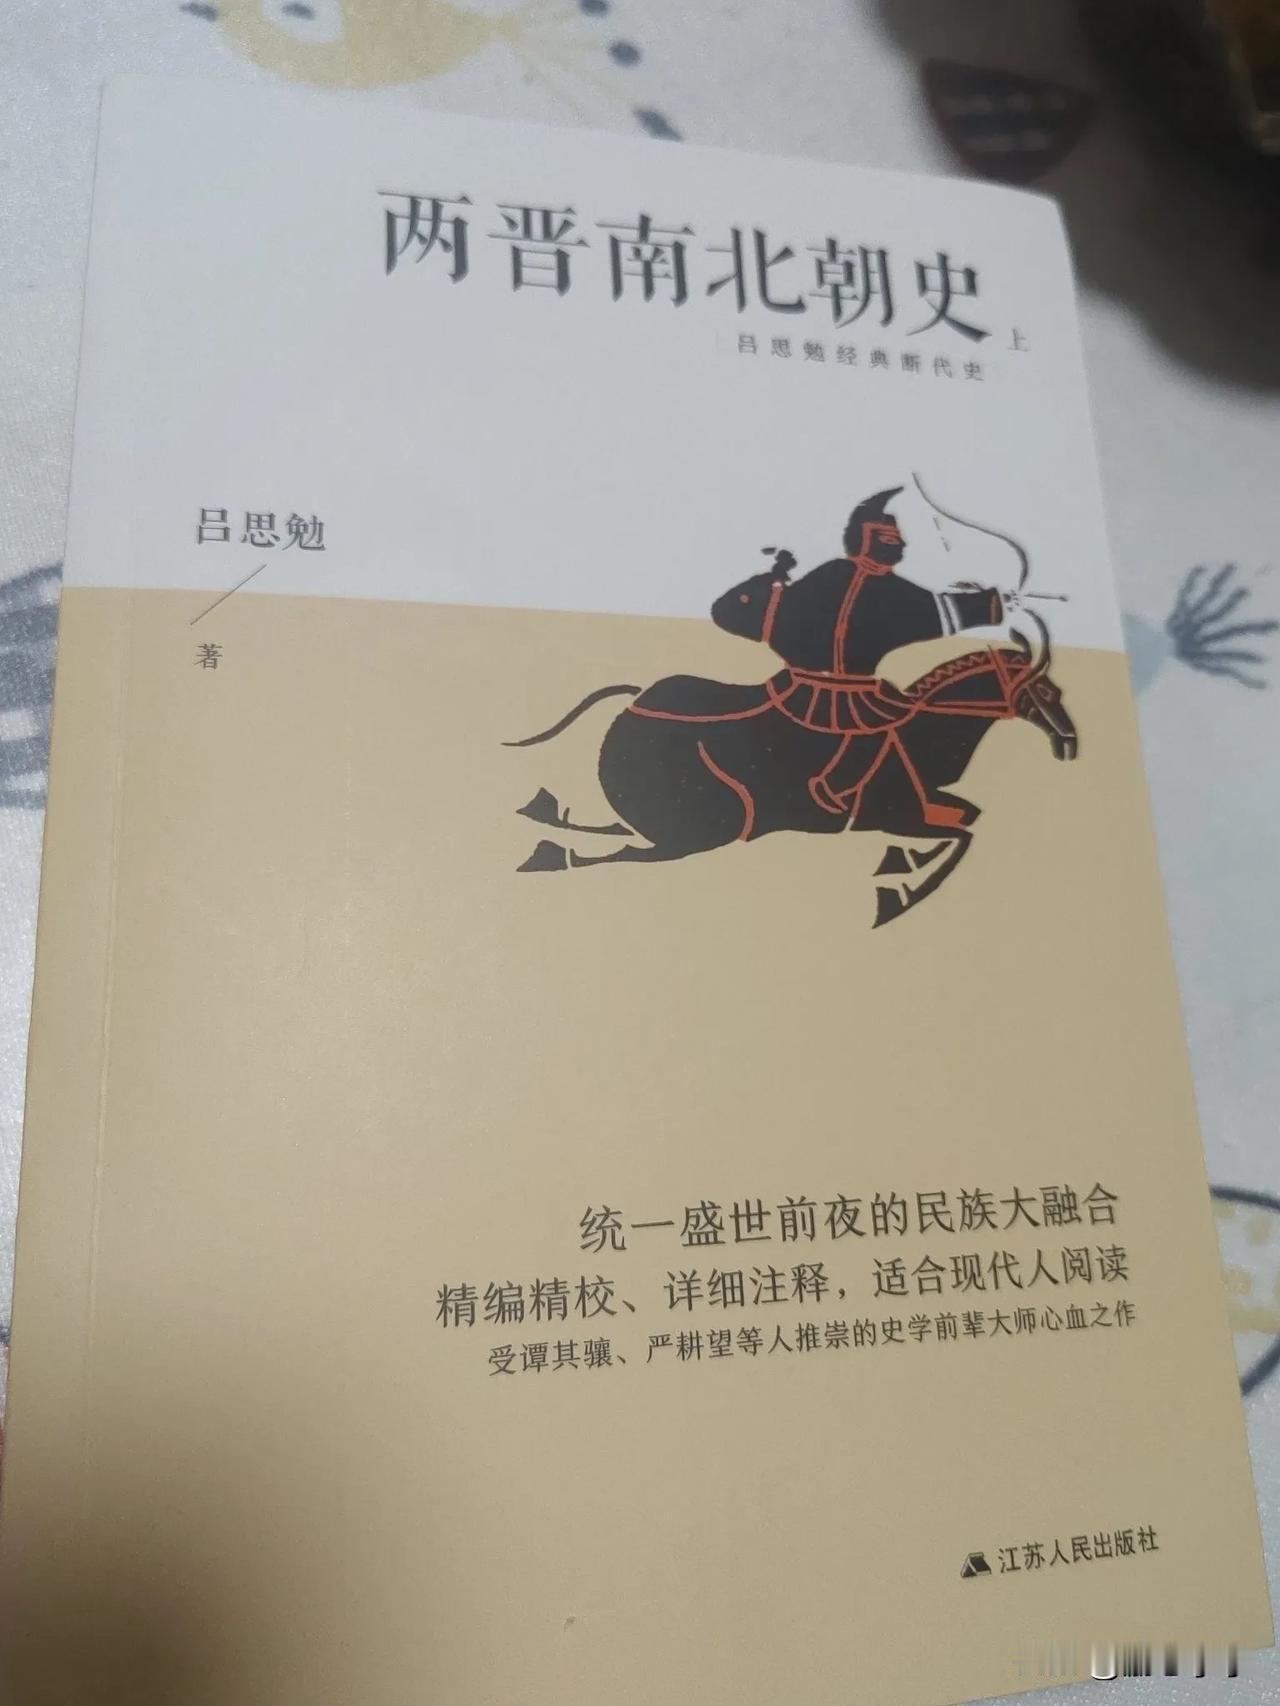 两晋南北朝史 上
吕思勉经典断代史
吕思勉
著
统一盛世前夜的民族大融合
精编精校、详细注释，适合现代人阅读
受谭其骧、严耕望等人推崇的史学前辈大师心血之作
江苏人民出版社